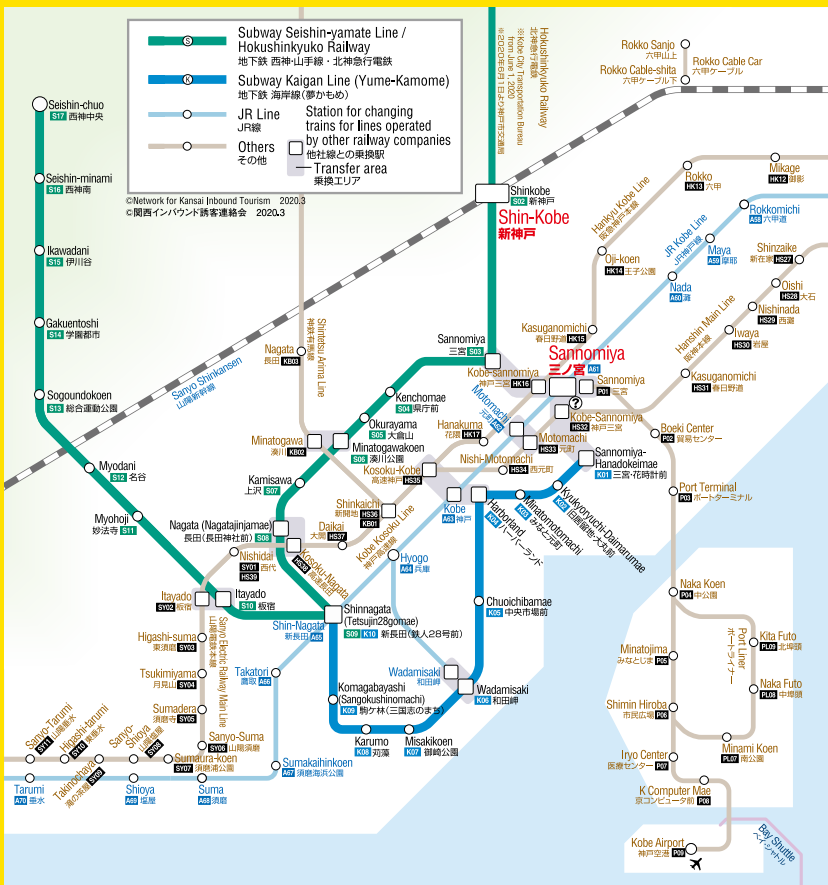 S
Subway Seishin-yamate Line /
Hokushinkyuko Railway
地下鉄 西神・山手線・北神急行電鉄
K
Subway Kaigan Line (Yume-Kamome)
地下鉄 海岸線(夢かもめ)
JR Line
JR線
Others
その他
Station for changing
trains for lines operated
by other railway companies
他社線との乗換駅
Transfer area
乗換エリア
©Network for Kansai Inbound Tourism 2020.3
©関西インバウンド誘客連絡会 2020.3
Hokushinkyuko Railway
北神急行電鉄
※Kobe City Transportation Bureau
from June 1, 2020
※2020年6月1日より神戸市交通局
Rokko Sanjo
六甲山上
Rokko Cable Car
六甲ケーブル
Rokko Cable-shita
六甲ケーブル下
Seishin-chuo
S17 西神中央
Seishin-minami
S16 西神南
Ikawadani
S15 伊川谷
Gakuentoshi
S14 学園都市
Sogoundokoen
S13 総合運動公園
Myodani
S12 名谷
Myohoji
妙法寺 S11
Itayado
S10 板宿
Itayado
SY02 板宿
Sanyo Shinkansen
山陽新幹線
Shinkobe
S02 新神戸
Shin-Kobe
新神戸
Hankyu Kobe Line
阪急神戸本線
Rokko
HK13 六甲
Mikage
HK12 御影
Oji-koen
HK14 王子公園
Kasuganomichi
春日野道 HK15
JR Kobe Line
JR神戸線
Rokkomichi
A58 六甲道
Maya
A59 摩耶
Nada
A60 灘
Shinzaike
新在家 HS27
Oishi
HS28 大石
Nishinada
HS29 西灘
Iwaya
HS30 岩屋
Hanshin Main Line
阪神本線
Kasuganomichi
HS31 春日野道
Sannomiya
三宮 S03
Sannomiya
三ノ宮 A61
Kobe-sannomiya
神戸三宮 HK16
Sannomiya
P01 三宮
?
Kobe-Sannomiya
HS32 神戸三宮
Shintetsu Arima Line
神鉄有馬線
Nagata
長田 KB03
Kenchomae
S04 県庁前
Okurayama
S05 大倉山
Minatogawa
湊川 KB02
Minatogawakoen
S06 湊川公園
Kamisawa
上沢 S07
Hanakuma
花隈 HK17
Motomachi
元町 A62
Motomachi
HS33 元町
Nishi-Motomachi
HS34 西元町
Kosoku-Kobe
高速神戸 HS35
Shinkaichi
新開地 HS36
KB01
Daikai
大開 HS37
Kobe Kosoku Line
神戸高速線
Kobe
A63 神戸
Sannomiya-
Hanadokeimae
K01 三宮・花時計前
Kyukyoryuchi-Daimarumae
K02 旧居留地・大丸前
Minatomotomachi
K03 みなと元町
Harborland
K04 ハーバーランド
Boeki Center
P02 貿易センター
Port Terminal
P03 ポートターミナル
Nagata (Nagatajinjamae)
長田(長田神社前) S08
Nishidai
SY01 西代
HS39
Kosoku-Nagata
HS38 高速長田
Hyogo
A64 兵庫
Chuoichibamae
K05 中央市場前
Shinnagata
(Tetsujin28gomae)
S09 K10 新長田(鉄人28号前)
Shin-Nagata
新長田 A65
Takatori
鷹取 A66
Komagabayashi
(Sangokushinomachi)
K09 駒ケ林(三国志のまち)
Karumo
K08 苅藻
Misakikoen
K07 御崎公園
Wadamisaki
和田岬
Wadamisaki
K06 和田岬
Sanyo Electric Railway Main Line
山陽電鉄本線
Higashi-suma
東須磨 SY03
Tsukimiyama
月見山 SY04
Sumadera
須磨寺 SY05
Sanyo-Suma
SY06 山陽須磨
Sumaura-koen
SY07 須磨浦公園
Sanyo-
Shioya
山陽塩屋 SY08
Takinochaya
滝の茶屋 SY09
Higashi-tarumi
SY10 東垂水
Sanyo-Tarumi
SY11 山陽垂水
Tarumi
A70 垂水
Shioya
A69 塩屋
Suma
A68 須磨
Sumakaihinkoen
A67 須磨海浜公園
Naka Koen
P04 中公園
Minatojima
みなとじま P05
Port Liner
ポートライナー
Kita Futo
PL09 北埠頭
Naka Futo
PL08 中埠頭
Shimin Hiroba
市民広場 P06
Minami Koen
PL07 南公園
Iryo Center
医療センター P07
K Computer Mae
京コンピュータ前 P08
Kobe Airport
神戸空港 P09
Bay Shuttle
ベイ・シャトル